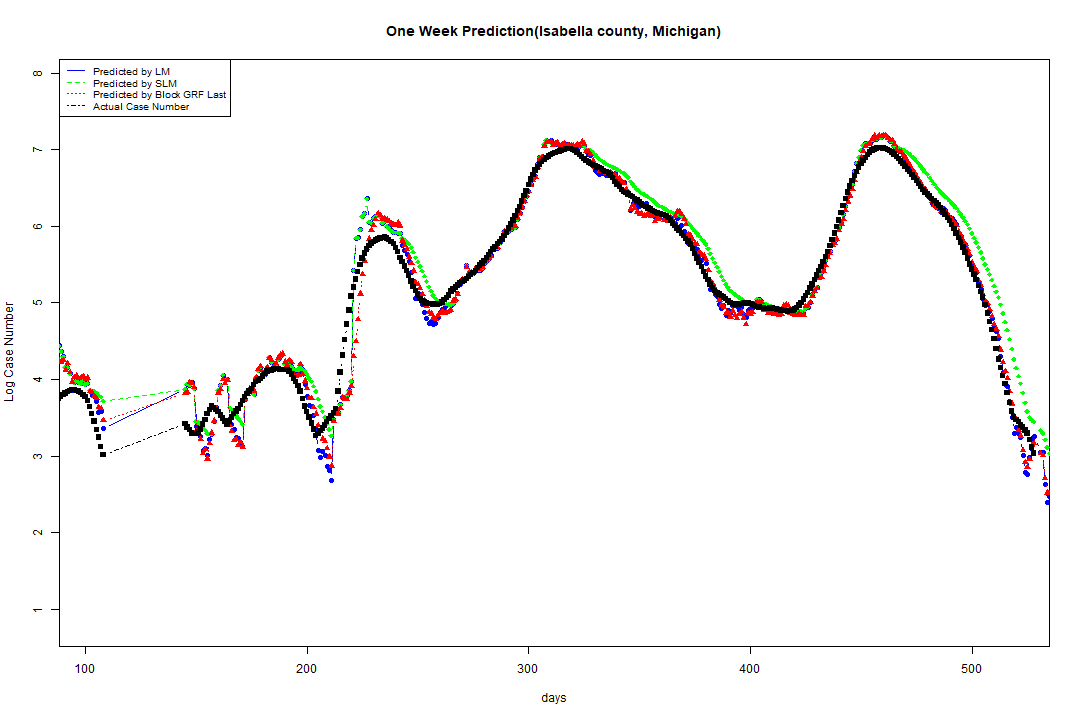 One Week Prediction(Isabella county, Michigan)
Predicted by LM
Predicted by SLM
Predicted by Block GRF Last
Actual Case Number
8
7
6
5
4
3
2
1
Log Case Number
100 200 300 400 500
days